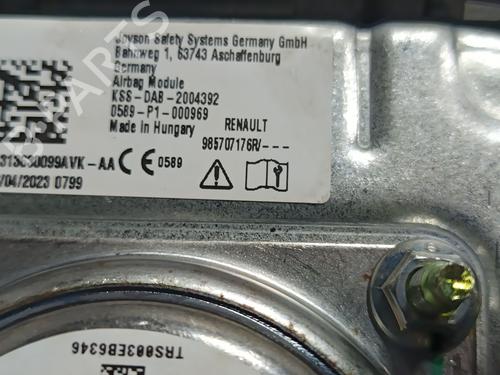 Joyson Safety Systems Germany GmbH
Bahnweg 1, 63743 Aschaffenburg
Germany
Airbag Module
KSS-DAB-2004392
0589-P1-000969
Made in Hungary
RENAULT
985707176R/---
CE 0589
/04/2023 0799
TRS003EB6346